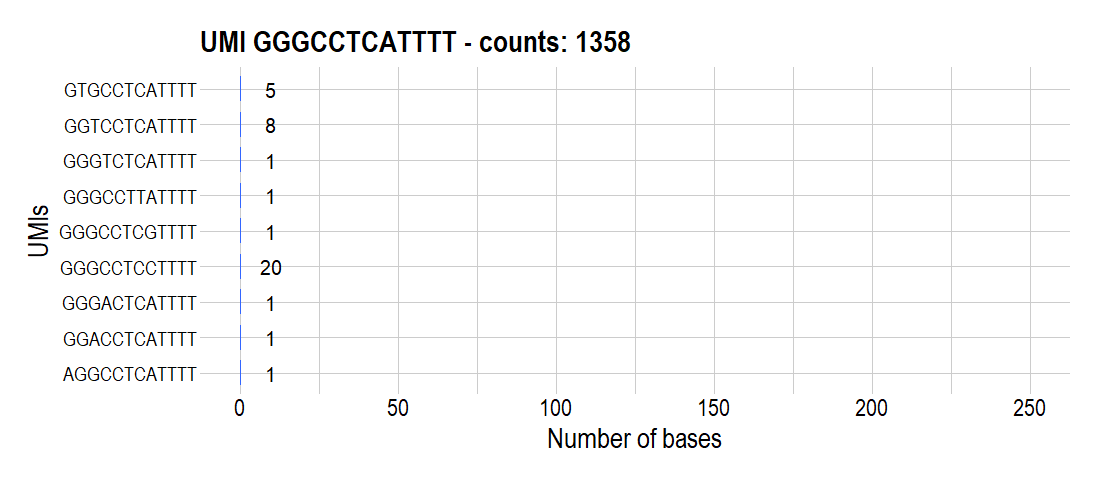 UMI GGGCCTCATTTT - counts: 1358
GTGCCTCATTTT 5
GGTCCTCATTTT 8
GGGTCTCATTTT 1
GGGCCTTATTTT 1
GGGCCTCGTTTT 1
GGGCCTCCTTTT 20
GGGACTCATTTT 1
GGACCTCATTTT 1
AGGCCTCATTTT 1
UMIs
0 50 100 150 200 250
Number of bases